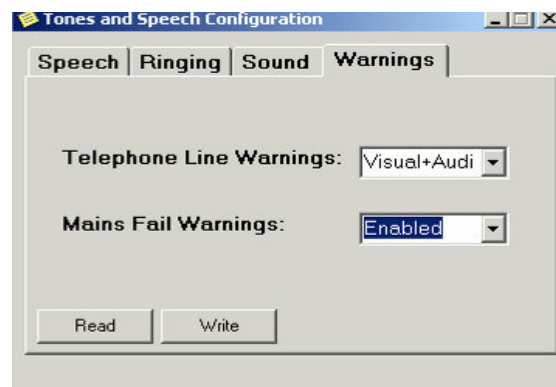 Tones and Speech Configuration
Speech Ringing Sound Warnings
Telephone Line Warnings: Visual+Audi
Mains Fail Warnings: Enabled
Read Write